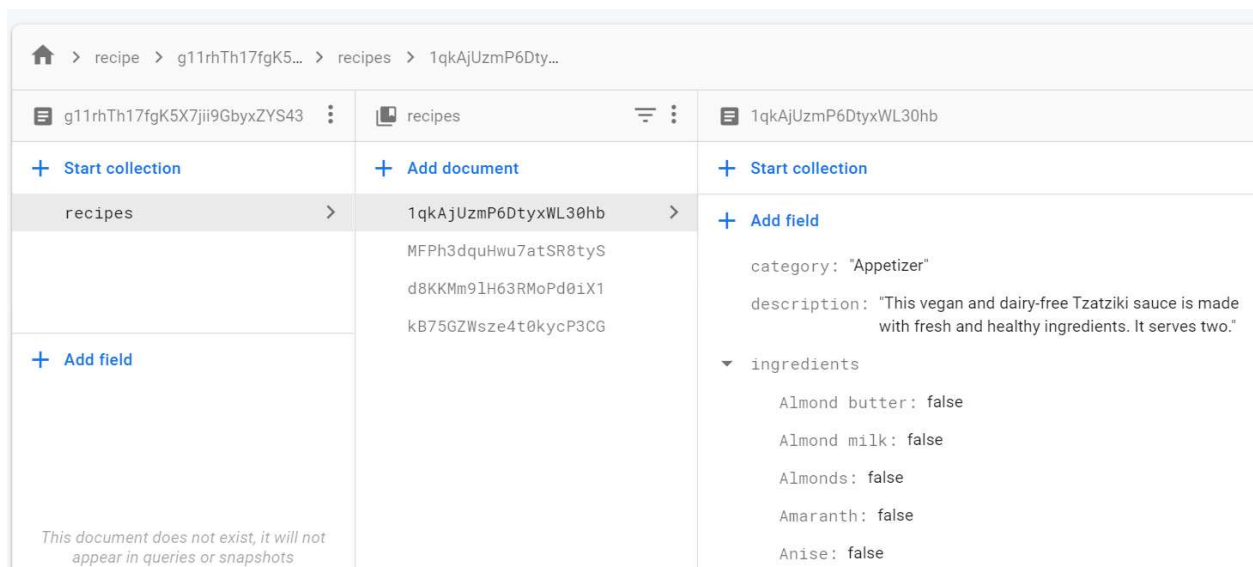 recipe > g11rhTh17fgK5... > recipes > 1qkAjUzmP6Dty...
g11rhTh17fgK5X7jii9GbyxZYS43
+ Start collection
recipes
+ Add field
This document does not exist, it will not
appear in queries or snapshots
recipes
+ Add document
1qkAjUzmP6DtyxWL30hb
MFPh3dquHwu7atSR8tyS
d8KKMm9lH63RMoPd0iX1
kB75GZWsze4t0kycP3CG
1qkAjUzmP6DtyxWL30hb
+ Start collection
+ Add field
category: "Appetizer"
description: "This vegan and dairy-free Tzatziki sauce is made
with fresh and healthy ingredients. It serves two."
ingredients
Almond butter: false
Almond milk: false
Almonds: false
Amaranth: false
Anise: false